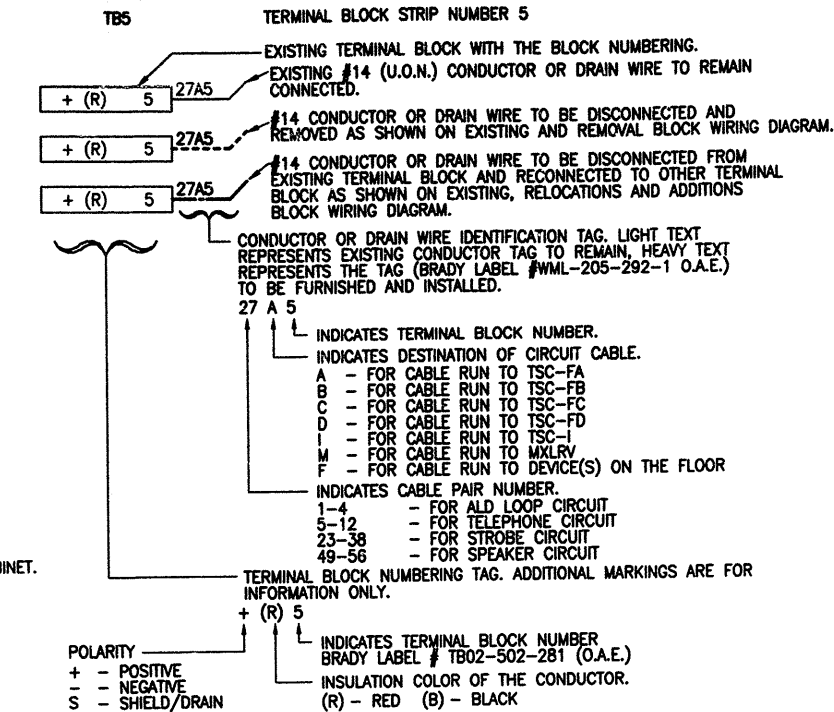 TB5 TERMINAL BLOCK STRIP NUMBER 5
EXISTING TERMINAL BLOCK WITH THE BLOCK NUMBERING.
+ (R) 5 27A5
EXISTING #14 (U.O.N.) CONDUCTOR OR DRAIN WIRE TO REMAIN
CONNECTED.
+ (R) 5 27A5
#14 CONDUCTOR OR DRAIN WIRE TO BE DISCONNECTED AND
REMOVED AS SHOWN ON EXISTING AND REMOVAL BLOCK WIRING DIAGRAM.
+ (R) 5 27A5
#14 CONDUCTOR OR DRAIN WIRE TO BE DISCONNECTED FROM
EXISTING TERMINAL BLOCK AND RECONNECTED TO OTHER TERMINAL
BLOCK AS SHOWN ON EXISTING, RELOCATIONS AND ADDITIONS
BLOCK WIRING DIAGRAM.
CONDUCTOR OR DRAIN WIRE IDENTIFICATION TAG. LIGHT TEXT
REPRESENTS EXISTING CONDUCTOR TAG TO REMAIN, HEAVY TEXT
REPRESENTS THE TAG (BRADY LABEL #WML-205-292-1 O.A.E.)
TO BE FURNISHED AND INSTALLED.
27 A 5
INDICATES TERMINAL BLOCK NUMBER.
INDICATES DESTINATION OF CIRCUIT CABLE.
A - FOR CABLE RUN TO TSC-FA
B - FOR CABLE RUN TO TSC-FB
C - FOR CABLE RUN TO TSC-FC
D - FOR CABLE RUN TO TSC-FD
I - FOR CABLE RUN TO TSC-I
M - FOR CABLE RUN TO MXLRV
F - FOR CABLE RUN TO DEVICE(S) ON THE FLOOR
INDICATES CABLE PAIR NUMBER.
1-4 - FOR ALD LOOP CIRCUIT
5-12 - FOR TELEPHONE CIRCUIT
23-38 - FOR STROBE CIRCUIT
49-56 - FOR SPEAKER CIRCUIT
INET.
TERMINAL BLOCK NUMBERING TAG. ADDITIONAL MARKINGS ARE FOR
INFORMATION ONLY.
+ (R) 5
INDICATES TERMINAL BLOCK NUMBER
BRADY LABEL # TB02-502-281 (O.A.E.)
INSULATION COLOR OF THE CONDUCTOR.
(R) - RED (B) - BLACK
POLARITY
+ - POSITIVE
- - NEGATIVE
S - SHIELD/DRAIN